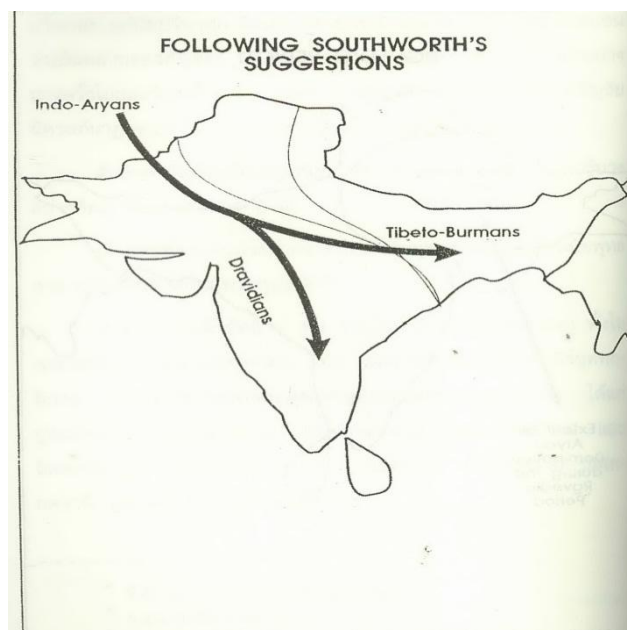 FOLLOWING SOUTHWORTH'S
SUGGESTIONS
Indo-Aryans
Tibeto-Burmans
Dravidians